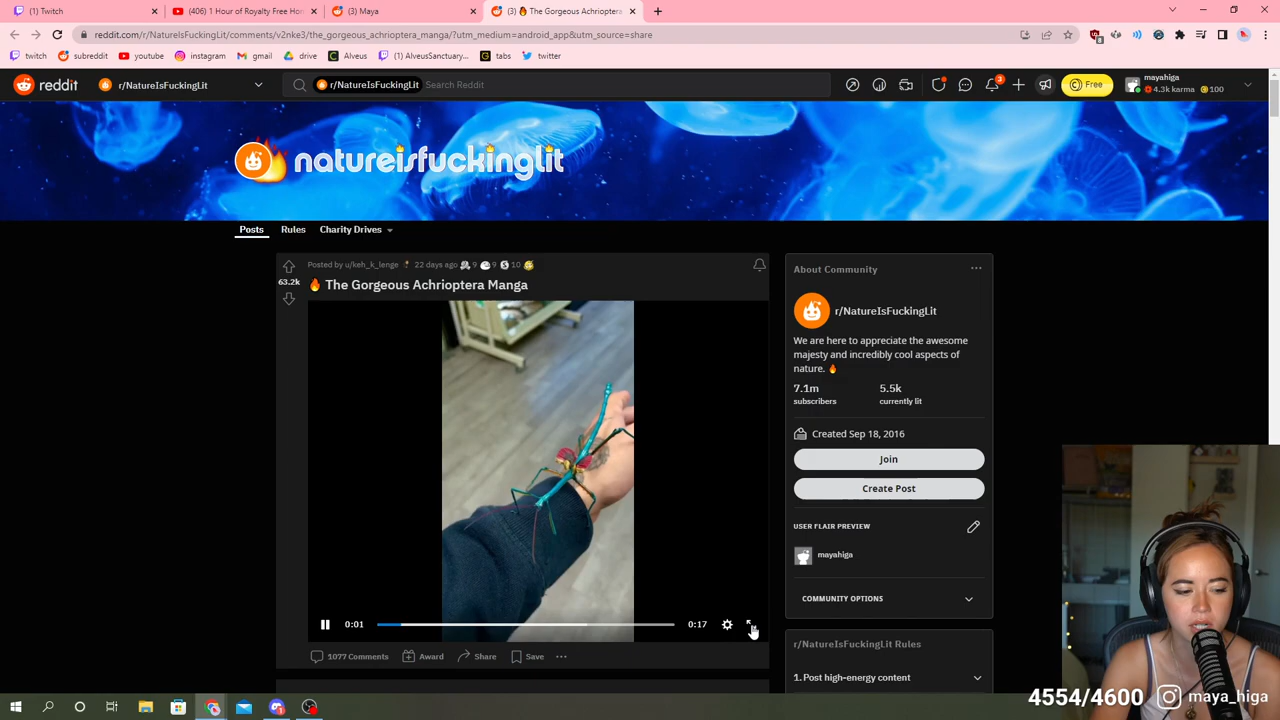 (1) Twitch
(406) 1 Hour of Royalty Free Hor
(3) Maya
(3) 🔥 The Gorgeous Achrioptera
reddit.com/r/NatureIsFuckingLit/comments/v2nke3/the_gorgeous_achrioptera_manga/?utm_medium=android_app&utm_source=share
twitch
subreddit
youtube
instagram
gmail
drive
Alveus
(1) AlveusSanctuary...
tabs
twitter
reddit
r/NatureIsFuckingLit
r/NatureIsFuckingLit
Search Reddit
3
Free
mayahiga
4.3k karma
100
natureisfuckinglit
Posts
Rules
Charity Drives
Posted by u/keh_k_lenge
22 days ago
9
9
10
63.2k
🔥 The Gorgeous Achrioptera Manga
0:01
0:17
1077 Comments
Award
Share
Save
About Community
r/NatureIsFuckingLit
We are here to appreciate the awesome
majesty and incredibly cool aspects of
nature. 🔥
7.1m
5.5k
subscribers
currently lit
Created Sep 18, 2016
Join
Create Post
USER FLAIR PREVIEW
mayahiga
COMMUNITY OPTIONS
r/NatureIsFuckingLit Rules
1. Post high-energy content
4554/4600
maya_higa